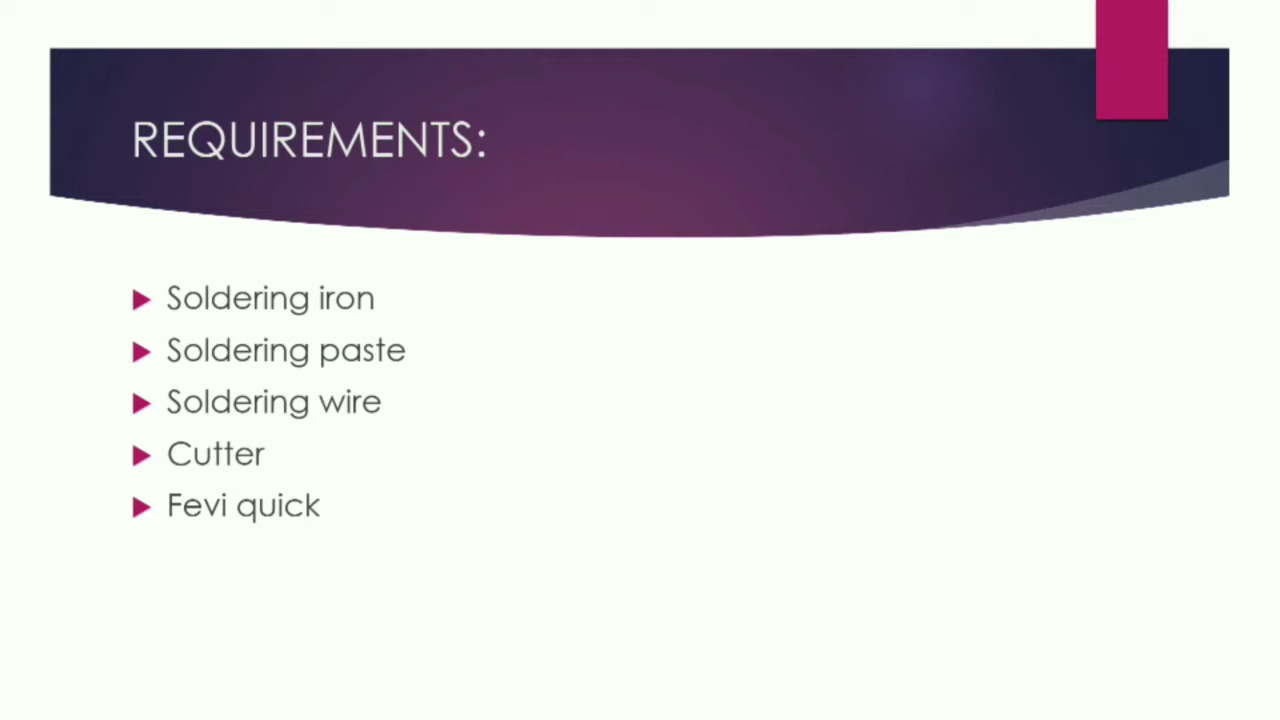 REQUIREMENTS:
Soldering iron
Soldering paste
Soldering wire
Cutter
Fevi quick